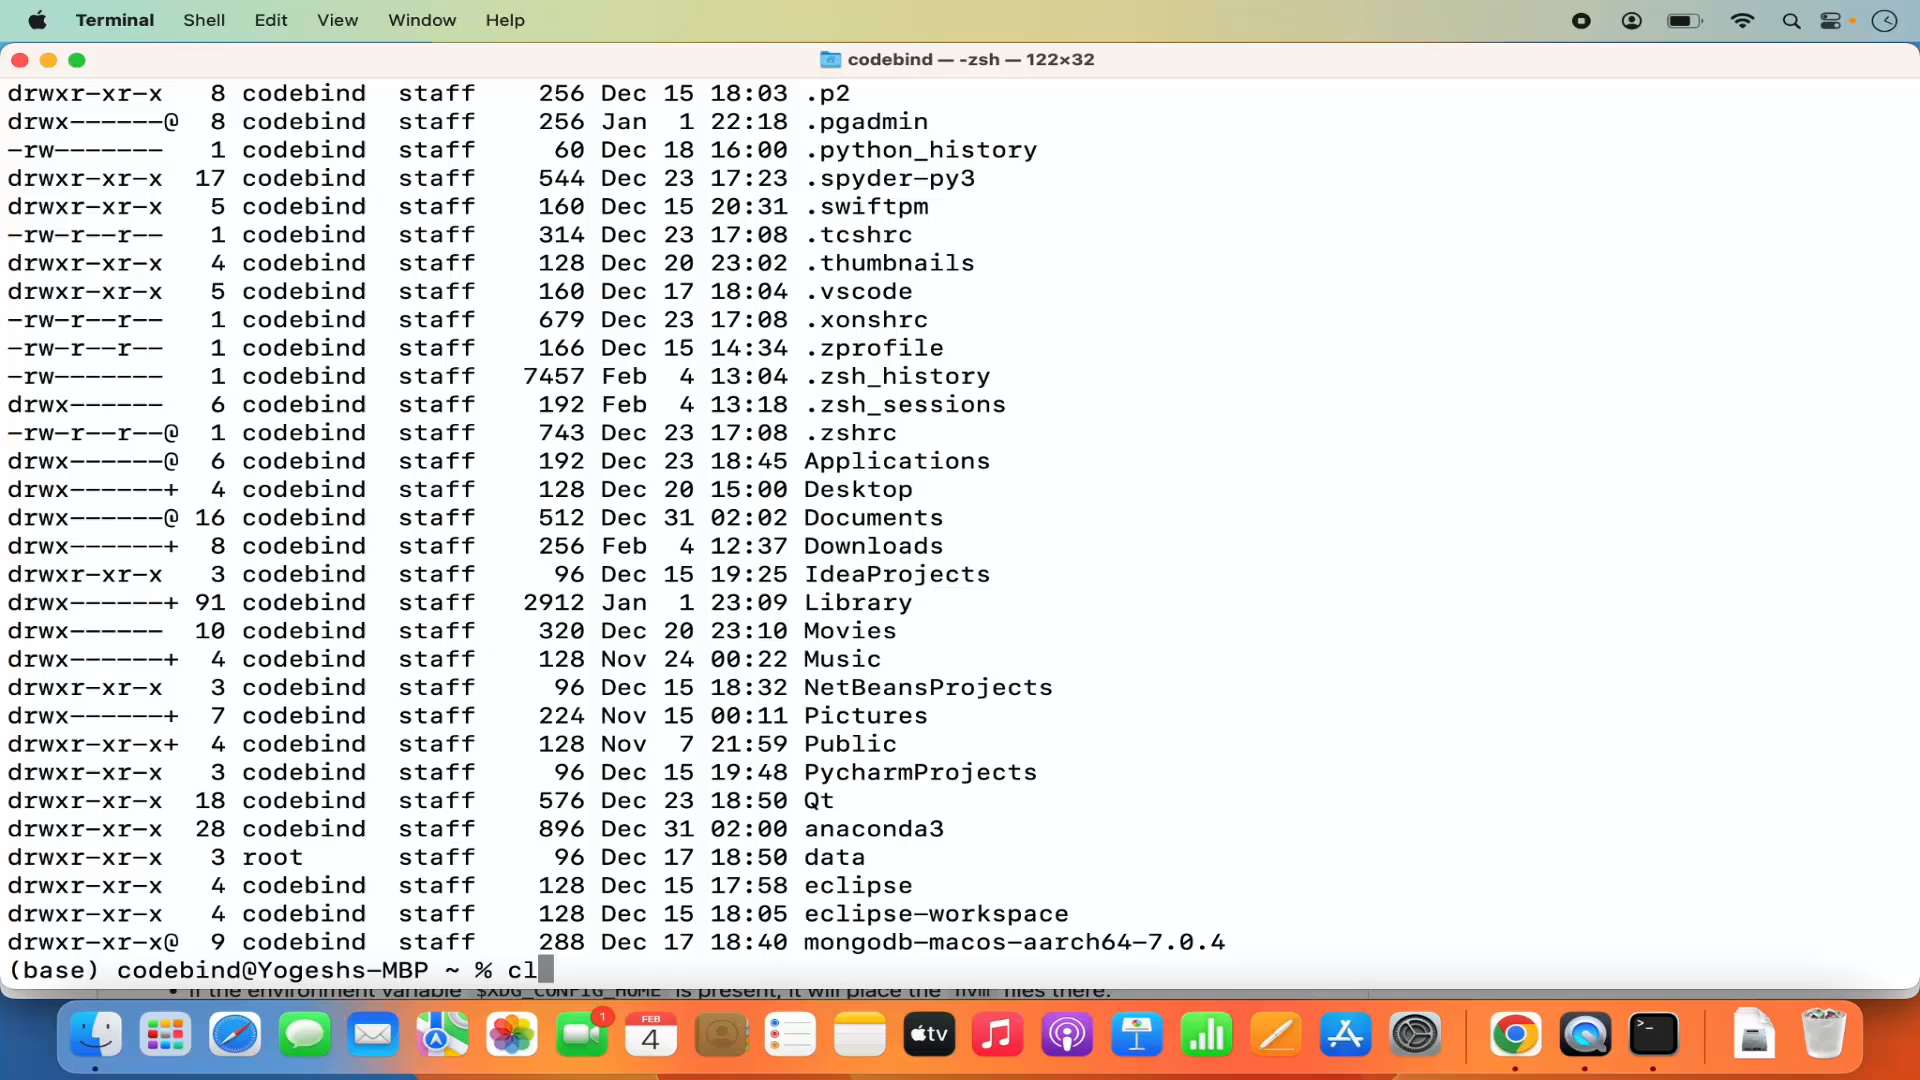 Terminal Shell Edit View Window Help
codebind — -zsh — 122×32
drwxr-xr-x 8 codebind staff 256 Dec 15 18:03 .p2
drwx------@ 8 codebind staff 256 Jan 1 22:18 .pgadmin
-rw------- 1 codebind staff 60 Dec 18 16:00 .python_history
drwxr-xr-x 17 codebind staff 544 Dec 23 17:23 .spyder-py3
drwxr-xr-x 5 codebind staff 160 Dec 15 20:31 .swiftpm
-rw-r--r-- 1 codebind staff 314 Dec 23 17:08 .tcshrc
drwxr-xr-x 4 codebind staff 128 Dec 20 23:02 .thumbnails
drwxr-xr-x 5 codebind staff 160 Dec 17 18:04 .vscode
-rw-r--r-- 1 codebind staff 679 Dec 23 17:08 .xonshrc
-rw-r--r-- 1 codebind staff 166 Dec 15 14:34 .zprofile
-rw------- 1 codebind staff 7457 Feb 4 13:04 .zsh_history
drwx------ 6 codebind staff 192 Feb 4 13:18 .zsh_sessions
-rw-r--r--@ 1 codebind staff 743 Dec 23 17:08 .zshrc
drwx------@ 6 codebind staff 192 Dec 23 18:45 Applications
drwx------+ 4 codebind staff 128 Dec 20 15:00 Desktop
drwx------@ 16 codebind staff 512 Dec 31 02:02 Documents
drwx------+ 8 codebind staff 256 Feb 4 12:37 Downloads
drwxr-xr-x 3 codebind staff 96 Dec 15 19:25 IdeaProjects
drwx------+ 91 codebind staff 2912 Jan 1 23:09 Library
drwx------ 10 codebind staff 320 Dec 20 23:10 Movies
drwx------+ 4 codebind staff 128 Nov 24 00:22 Music
drwxr-xr-x 3 codebind staff 96 Dec 15 18:32 NetBeansProjects
drwx------+ 7 codebind staff 224 Nov 15 00:11 Pictures
drwxr-xr-x+ 4 codebind staff 128 Nov 7 21:59 Public
drwxr-xr-x 3 codebind staff 96 Dec 15 19:48 PycharmProjects
drwxr-xr-x 18 codebind staff 576 Dec 23 18:50 Qt
drwxr-xr-x 28 codebind staff 896 Dec 31 02:00 anaconda3
drwxr-xr-x 3 root staff 96 Dec 17 18:50 data
drwxr-xr-x 4 codebind staff 128 Dec 15 17:58 eclipse
drwxr-xr-x 4 codebind staff 128 Dec 15 18:05 eclipse-workspace
drwxr-xr-x@ 9 codebind staff 288 Dec 17 18:40 mongodb-macos-aarch64-7.0.4
(base) codebind@Yogeshs-MBP ~ % cl
• If the environment variable $XDG_CONFIG_HOME is present, it will place the nvm files there.
1
FEB
4
tv
>_